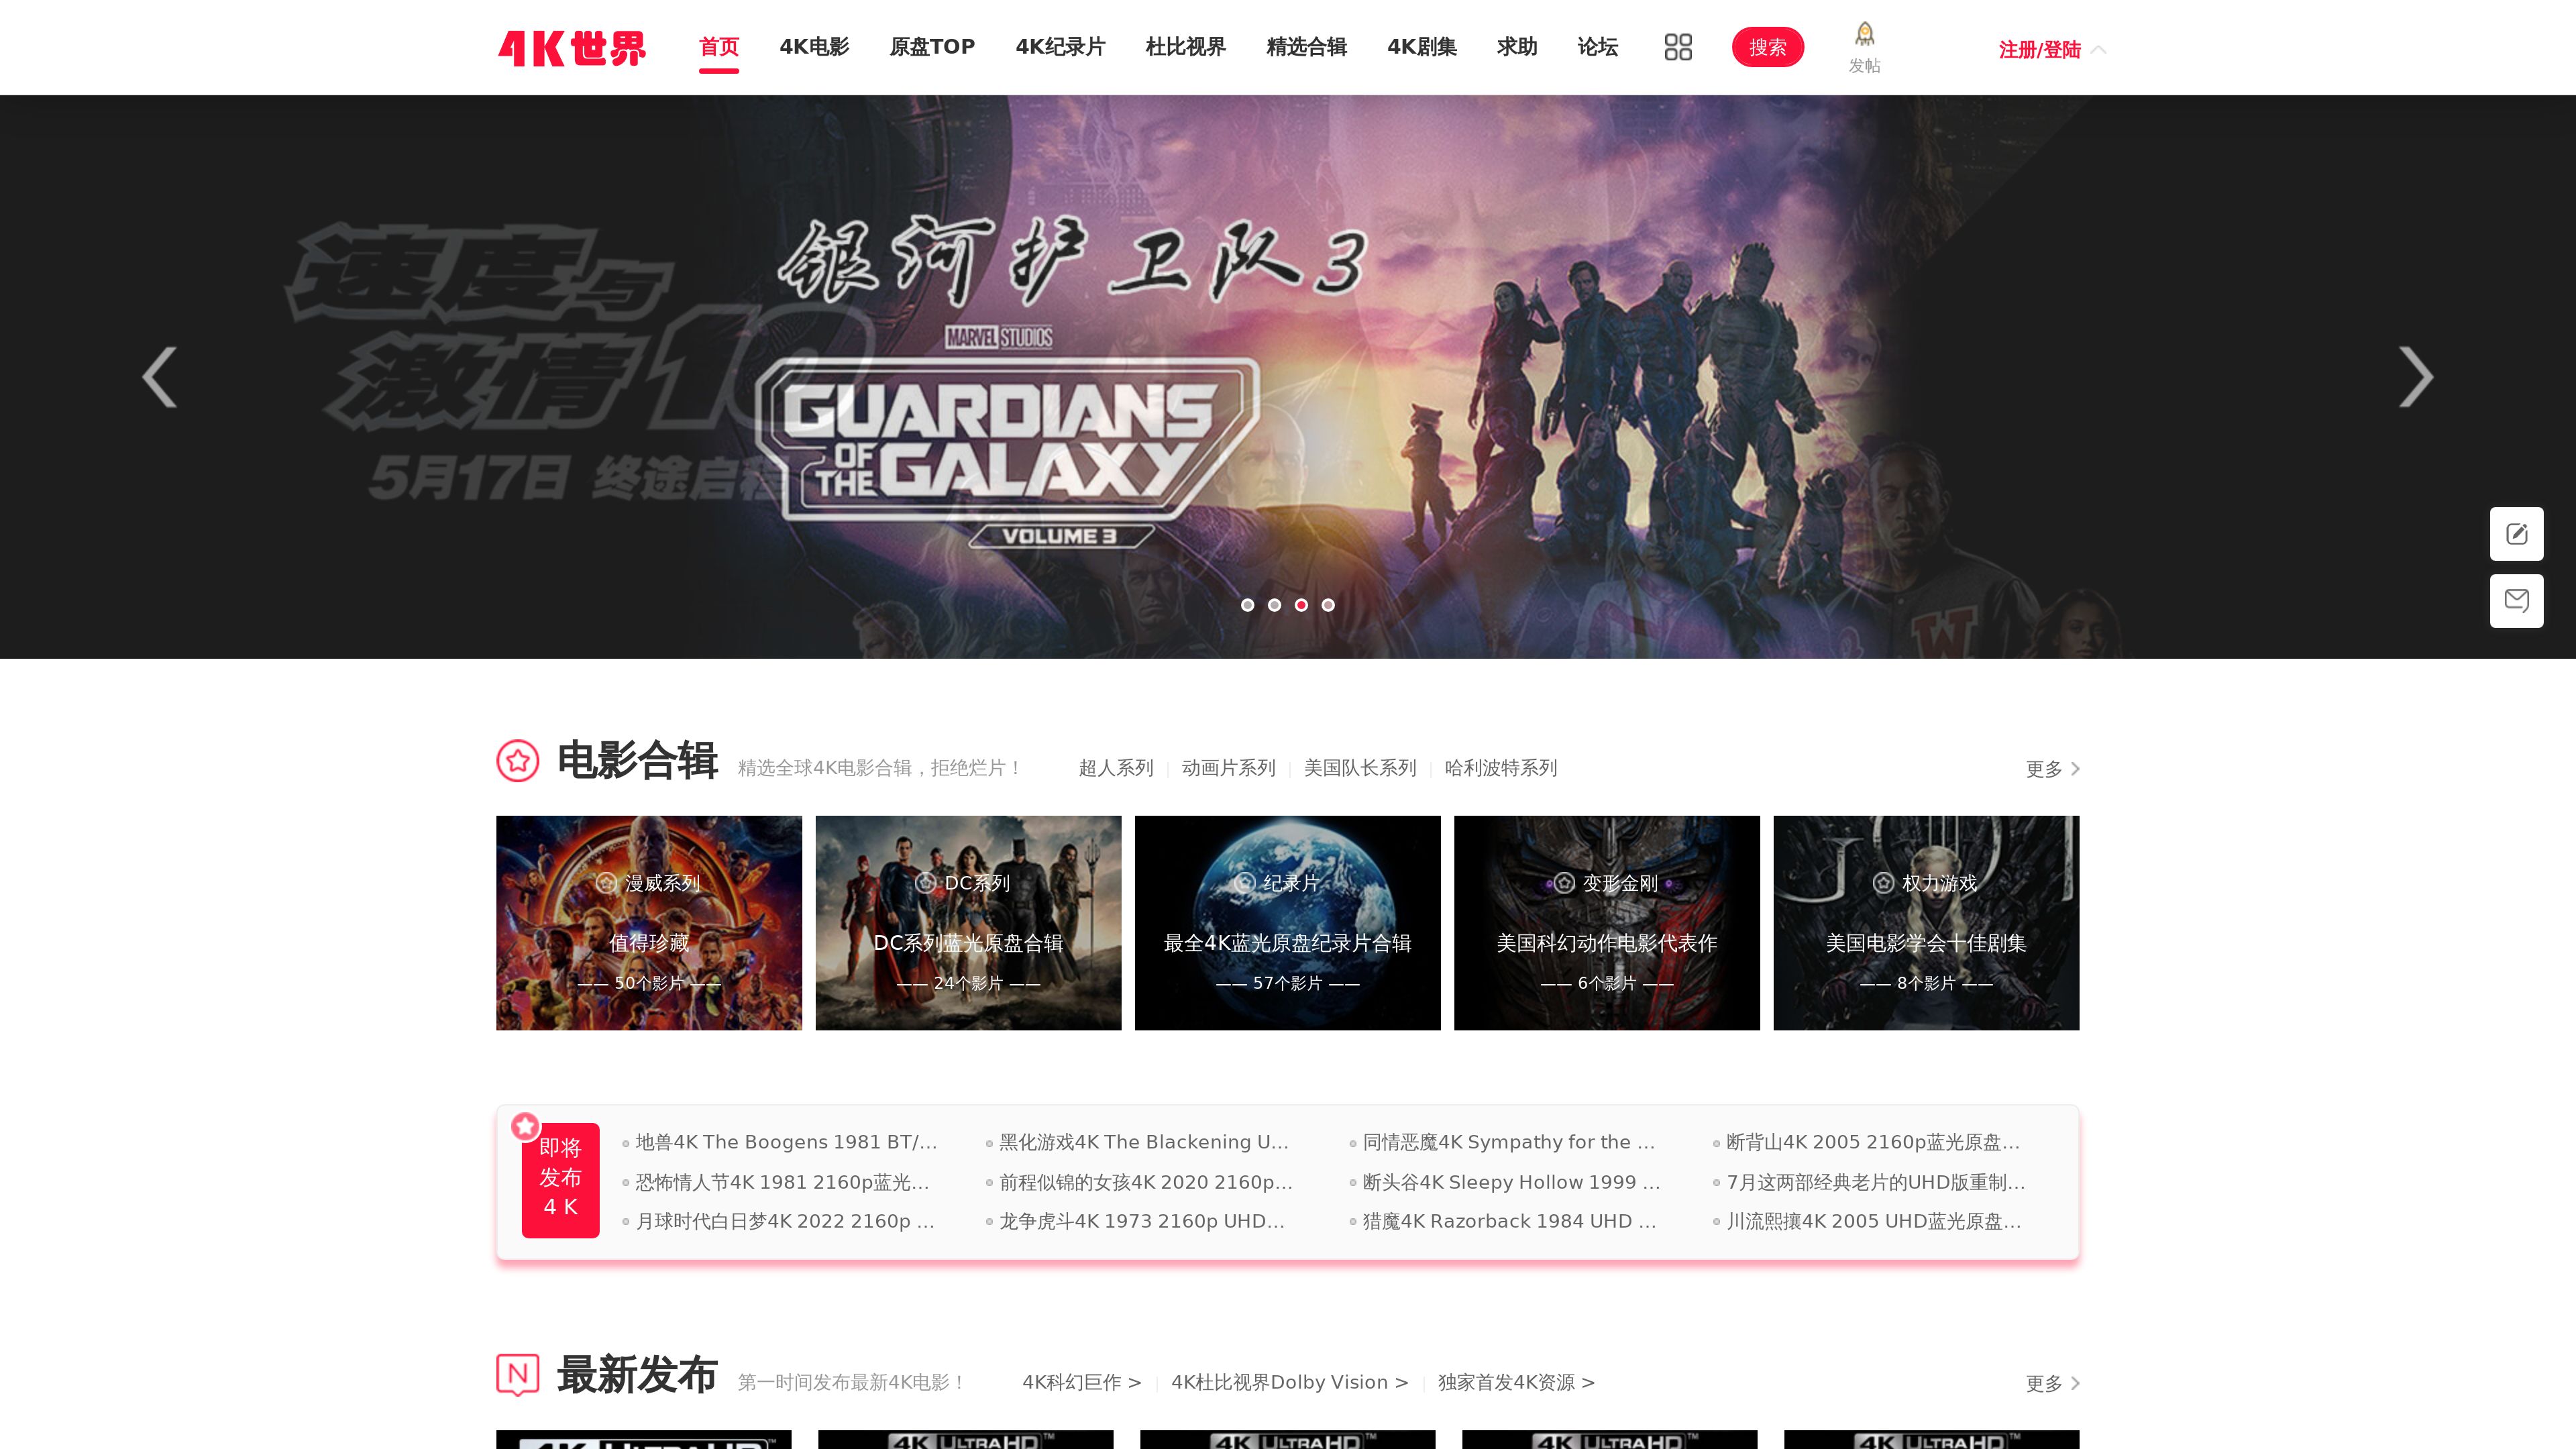 4K世界
首页 4K电影 原盘TOP 4K纪录片 杜比视界 精选合辑 4K剧集 求助 论坛 搜索 发帖 注册/登陆
速度与
激情10
5月17日 终途启程
银河护卫队3
MARVEL STUDIOS
GUARDIANS
OF THE GALAXY
VOLUME 3
W
电影合辑 精选全球4K电影合辑，拒绝烂片！ 超人系列 动画片系列 美国队长系列 哈利波特系列 更多
漫威系列
值得珍藏
—— 50个影片 ——
DC系列
DC系列蓝光原盘合辑
—— 24个影片 ——
纪录片
最全4K蓝光原盘纪录片合辑
—— 57个影片 ——
变形金刚
美国科幻动作电影代表作
—— 6个影片 ——
权力游戏
美国电影学会十佳剧集
—— 8个影片 ——
即将
发布
4 K
地兽4K The Boogens 1981 BT/... 黑化游戏4K The Blackening U... 同情恶魔4K Sympathy for the ... 断背山4K 2005 2160p蓝光原盘...
恐怖情人节4K 1981 2160p蓝光... 前程似锦的女孩4K 2020 2160p... 断头谷4K Sleepy Hollow 1999 ... 7月这两部经典老片的UHD版重制...
月球时代白日梦4K 2022 2160p ... 龙争虎斗4K 1973 2160p UHD... 猎魔4K Razorback 1984 UHD ... 川流熙攘4K 2005 UHD蓝光原盘...
N 最新发布 第一时间发布最新4K电影！ 4K科幻巨作 > 4K杜比视界Dolby Vision > 独家首发4K资源 > 更多
4K ULTRAHD™ 4K ULTRAHD™ 4K ULTRAHD™ 4K ULTRAHD™ 4K ULTRAHD™